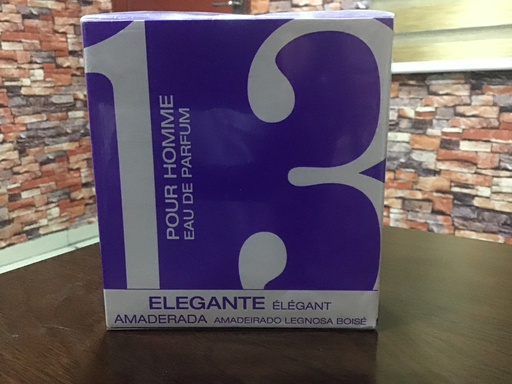 13
POUR HOMME
EAU DE PARFUM
ELEGANTE ÉLÉGANT
AMADERADA AMADEIRADO LEGNOSA BOISÉ